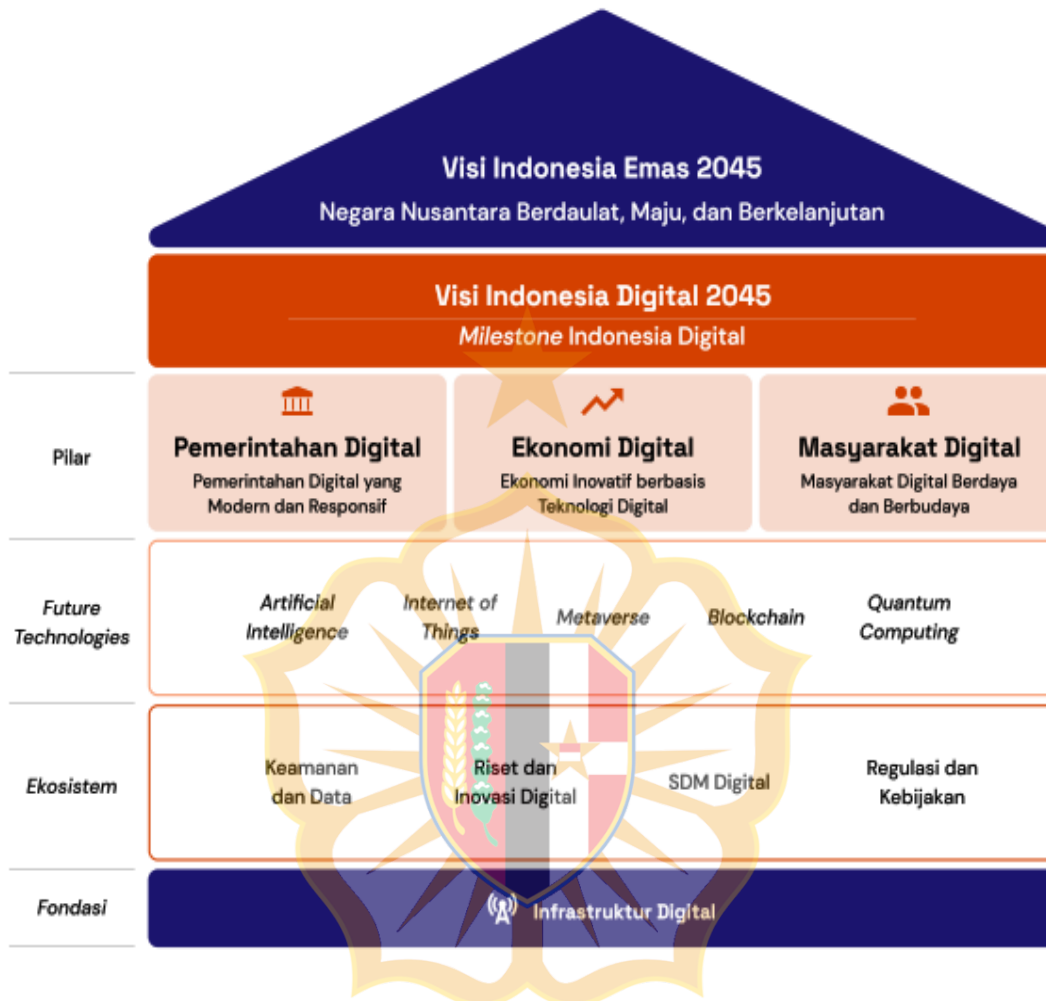 Visi Indonesia Emas 2045
Negara Nusantara Berdaulat, Maju, dan Berkelanjutan
Visi Indonesia Digital 2045
Milestone Indonesia Digital
Pilar
Pemerintahan Digital
Pemerintahan Digital yang
Modern dan Responsif
Ekonomi Digital
Ekonomi Inovatif berbasis
Teknologi Digital
Masyarakat Digital
Masyarakat Digital Berdaya
dan Berbudaya
Future
Technologies
Artificial
Intelligence
Internet of
Things
Metaverse
Blockchain
Quantum
Computing
Ekosistem
Keamanan
dan Data
Riset dan
Inovasi Digital
SDM Digital
Regulasi dan
Kebijakan
Fondasi
Infrastruktur Digital